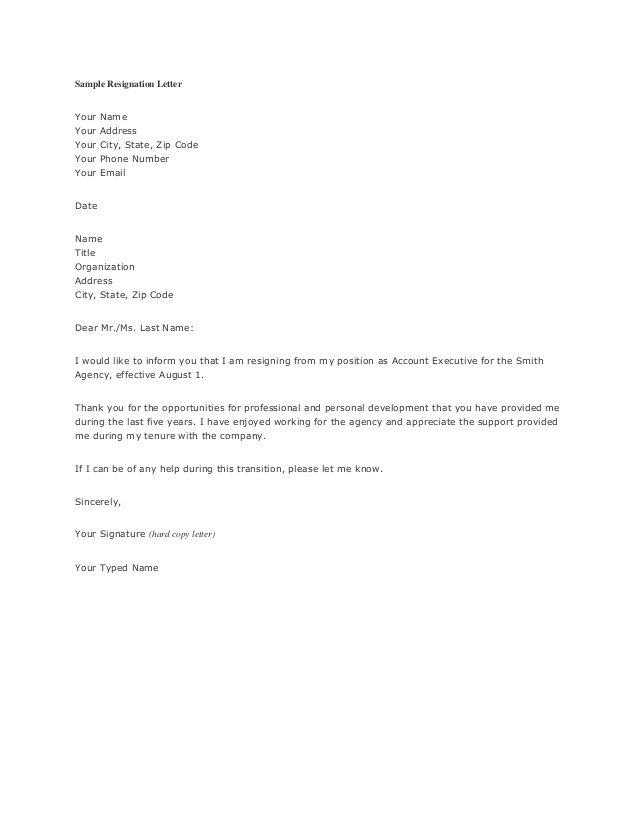 Sample Resignation Letter
Your Name
Your Address
Your City, State, Zip Code
Your Phone Number
Your Email
Date
Name
Title
Organization
Address
City, State, Zip Code
Dear Mr./Ms. Last Name:
I would like to inform you that I am resigning from my position as Account Executive for the Smith
Agency, effective August 1.
Thank you for the opportunities for professional and personal development that you have provided me
during the last five years. I have enjoyed working for the agency and appreciate the support provided
me during my tenure with the company.
If I can be of any help during this transition, please let me know.
Sincerely,
Your Signature (hard copy letter)
Your Typed Name